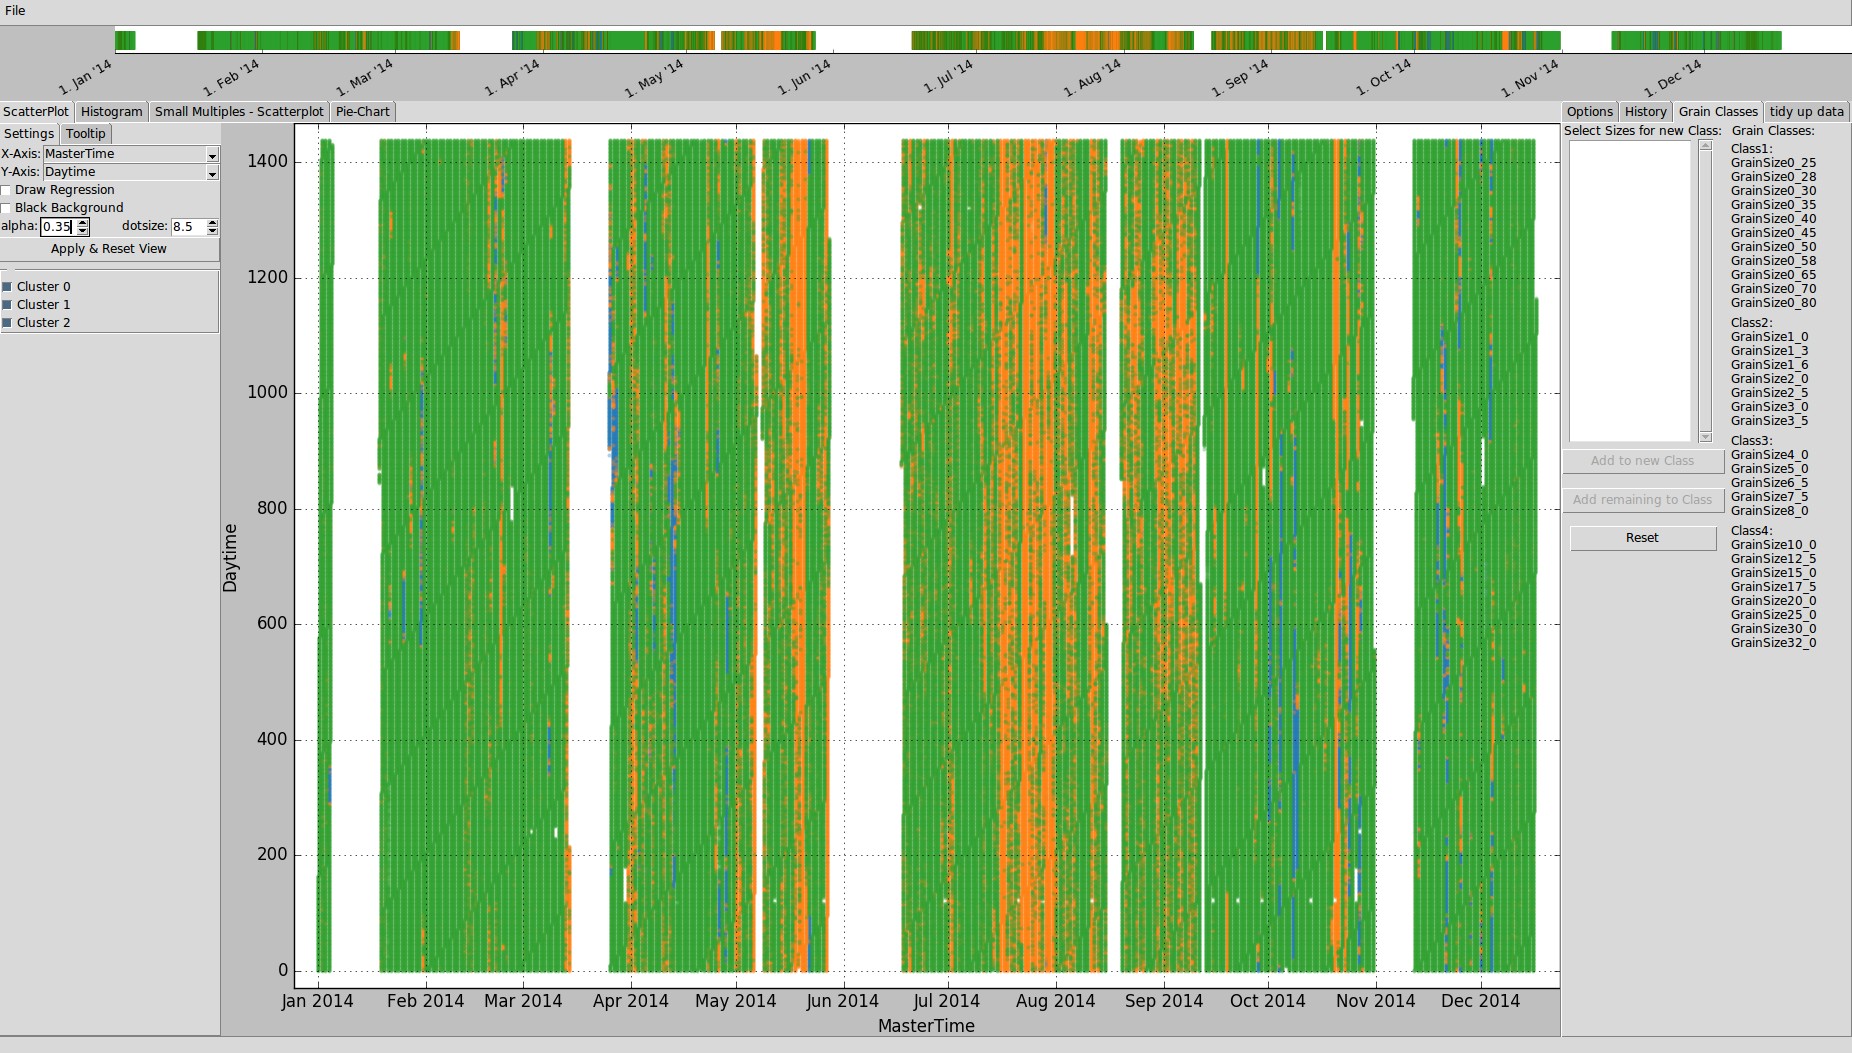 File
1. Jan '14
1. Feb '14
1. Mar '14
1. Apr '14
1. May '14
1. Jun '14
1. Jul '14
1. Aug '14
1. Sep '14
1. Oct '14
1. Nov '14
1. Dec '14
ScatterPlot Histogram Small Multiples - Scatterplot Pie-Chart
Settings Tooltip
X-Axis: MasterTime
Y-Axis: Daytime
Draw Regression
Black Background
alpha: 0.35 dotsize: 8.5
Apply & Reset View
Cluster 0
Cluster 1
Cluster 2
1400
1200
1000
800
600
400
200
0
Daytime
Jan 2014 Feb 2014 Mar 2014 Apr 2014 May 2014 Jun 2014 Jul 2014 Aug 2014 Sep 2014 Oct 2014 Nov 2014 Dec 2014
MasterTime
Options History Grain Classes tidy up data
Select Sizes for new Class:
Add to new Class
Add remaining to Class
Reset
Grain Classes:
Class1:
GrainSize0_25
GrainSize0_28
GrainSize0_30
GrainSize0_35
GrainSize0_40
GrainSize0_45
GrainSize0_50
GrainSize0_58
GrainSize0_65
GrainSize0_70
GrainSize0_80
Class2:
GrainSize1_0
GrainSize1_3
GrainSize1_6
GrainSize2_0
GrainSize2_5
GrainSize3_0
GrainSize3_5
Class3:
GrainSize4_0
GrainSize5_0
GrainSize6_5
GrainSize7_5
GrainSize8_0
Class4:
GrainSize10_0
GrainSize12_5
GrainSize15_0
GrainSize17_5
GrainSize20_0
GrainSize25_0
GrainSize30_0
GrainSize32_0